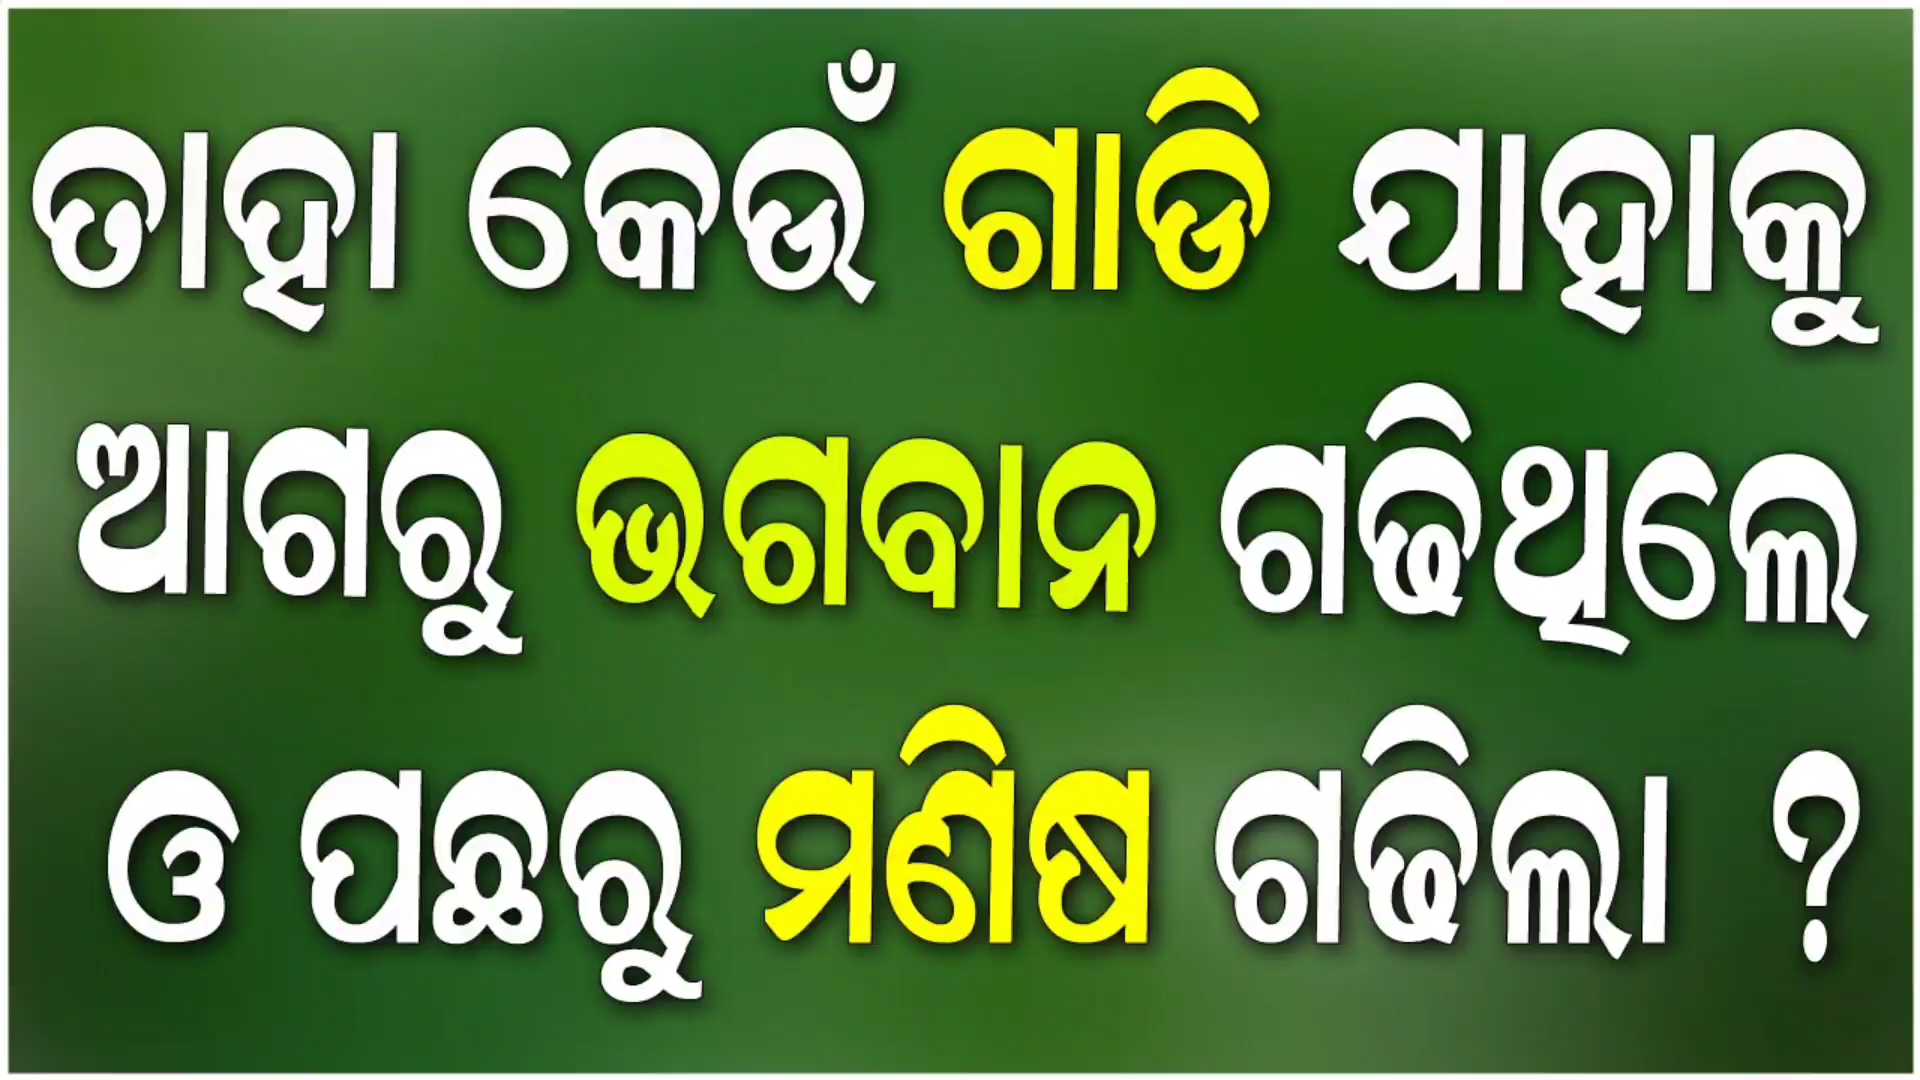 ତାହା କେଉଁ ଗାଡି ଯାହାକୁ
ଆଗରୁ ଭଗବାନ ଗଢିଥିଲେ
ଓ ପଛରୁ ମଣିଷ ଗଢିଲା ?